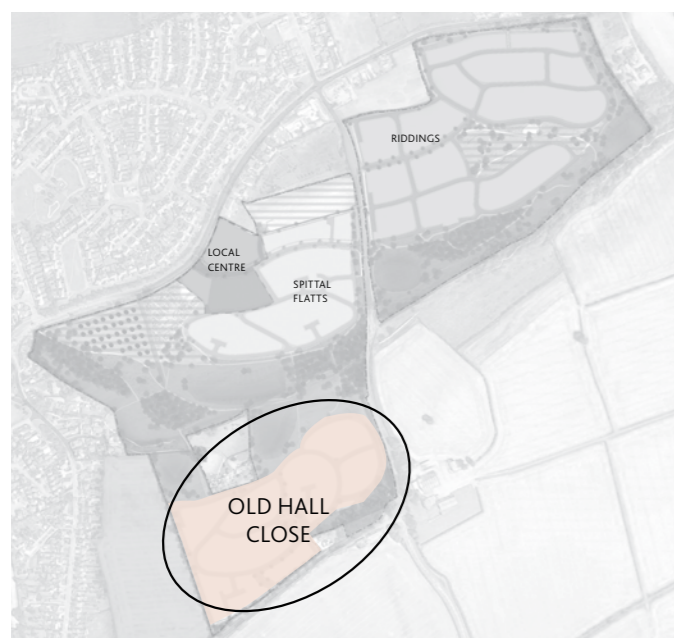 RIDDINGS
LOCAL
CENTRE
SPITTAL
FLATTS
OLD HALL
CLOSE